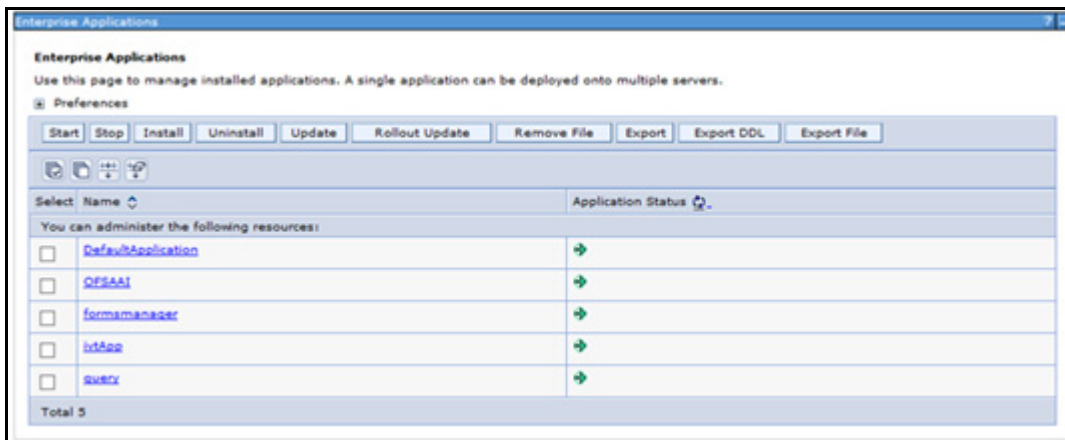 Enterprise Applications
?
Enterprise Applications
Use this page to manage installed applications. A single application can be deployed onto multiple servers.
Preferences
Start Stop Install Uninstall Update Rollout Update Remove File Export Export DDL Export File
Select Name Application Status
You can administer the following resources:
DefaultApplication
OFSAAI
formsmanager
ivtApp
query
Total 5